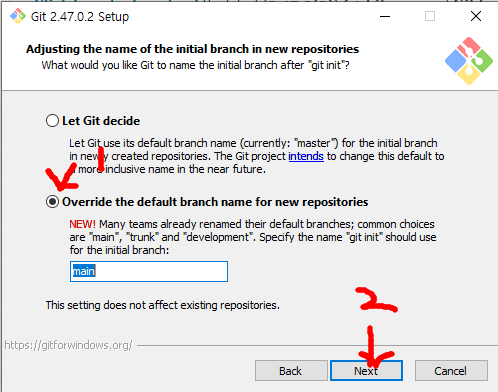 Git 2.47.0.2 Setup
Adjusting the name of the initial branch in new repositories
What would you like Git to name the initial branch after "git init"?
Let Git decide
Let Git use its default branch name (currently: "master") for the initial branch
in newly created repositories. The Git project intends to change this default to
a more inclusive name in the near future.
1
Override the default branch name for new repositories
NEW! Many teams already renamed their default branches; common choices
are "main", "trunk" and "development". Specify the name "git init" should use
for the initial branch:
main
This setting does not affect existing repositories.
2
https://gitforwindows.org/
Back Next Cancel